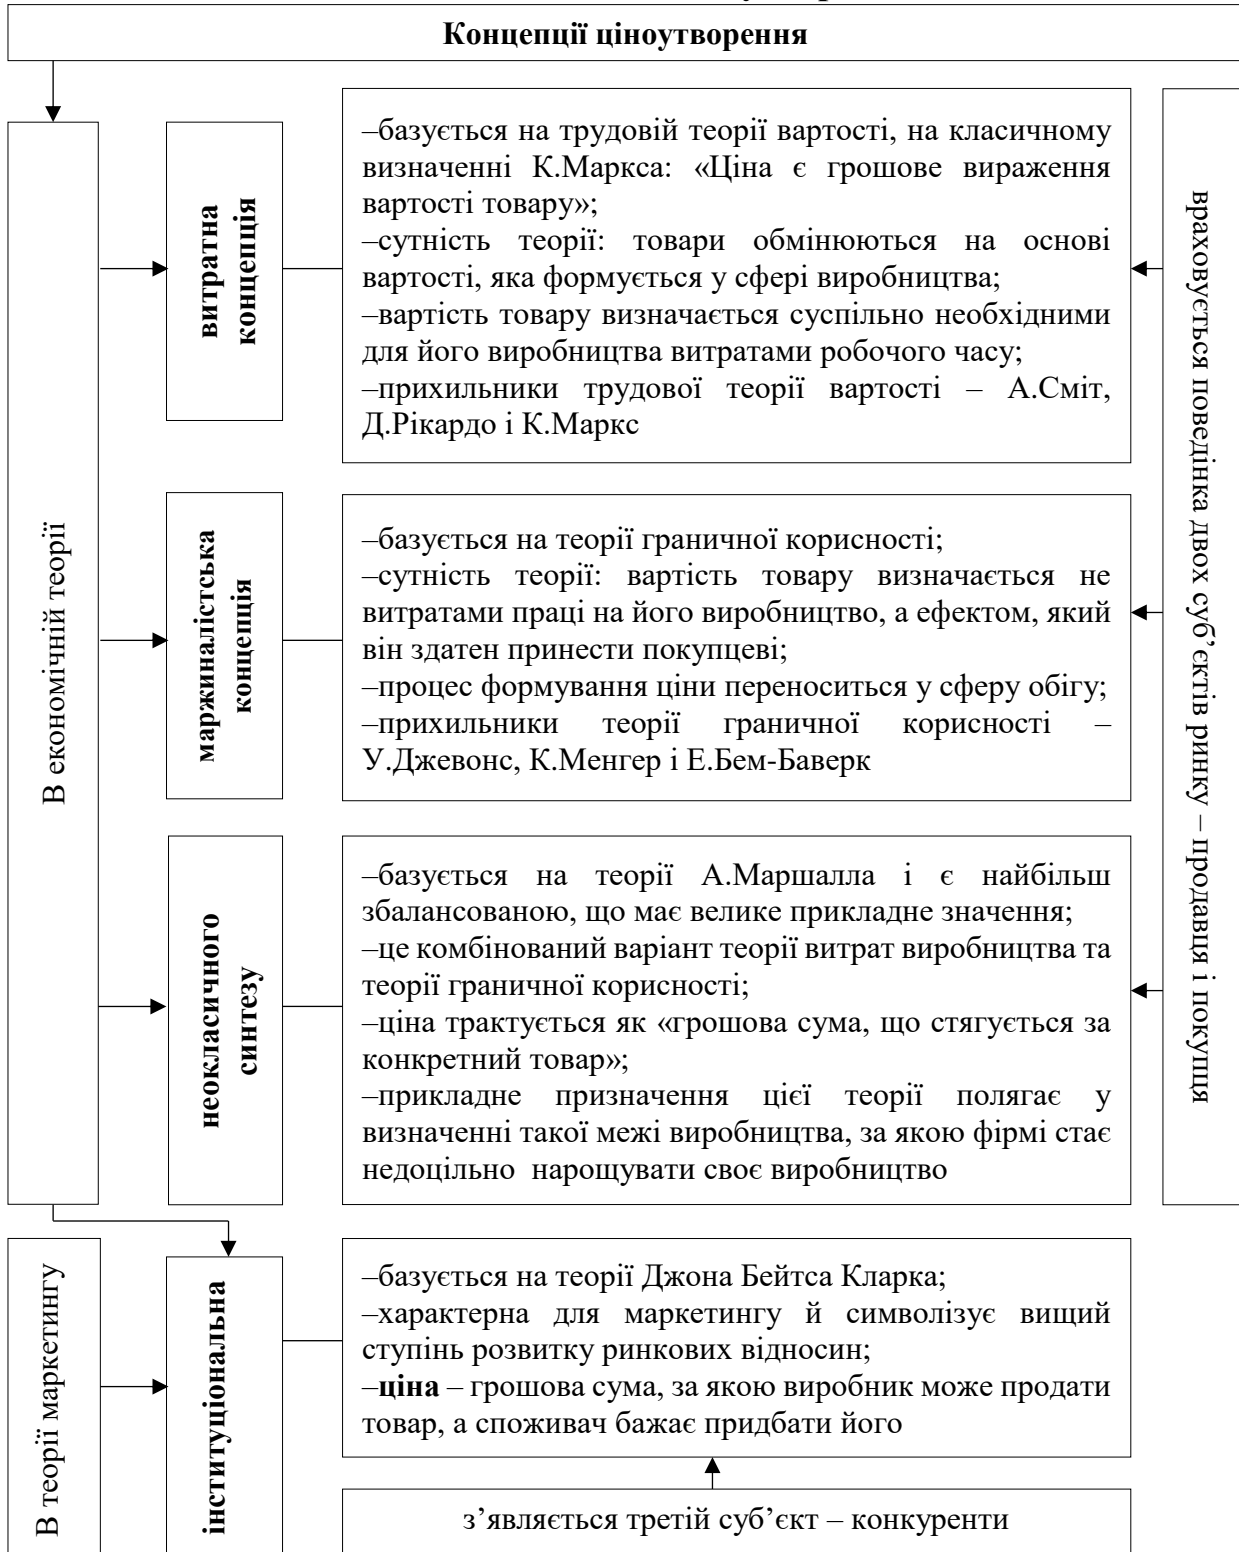 Концепції ціноутворення
В економічній теорії
витратна
концепція
–базується на трудовій теорії вартості, на класичному
визначенні К.Маркса: «Ціна є грошове вираження
вартості товару»;
–сутність теорії: товари обмінюються на основі
вартості, яка формується у сфері виробництва;
–вартість товару визначається суспільно необхідними
для його виробництва витратами робочого часу;
–прихильники трудової теорії вартості – А.Сміт,
Д.Рікардо і К.Маркс
враховується поведінка двох суб’єктів ринку – продавця і покупця
маржиналістська
концепція
–базується на теорії граничної корисності;
–сутність теорії: вартість товару визначається не
витратами праці на його виробництво, а ефектом, який
він здатен принести покупцеві;
–процес формування ціни переноситься у сферу обігу;
–прихильники теорії граничної корисності –
У.Джевонс, К.Менгер і Е.Бем-Баверк
неокласичного
синтезу
–базується на теорії А.Маршалла і є найбільш
збалансованою, що має велике прикладне значення;
–це комбінований варіант теорії витрат виробництва та
теорії граничної корисності;
–ціна трактується як «грошова сума, що стягується за
конкретний товар»;
–прикладне призначення цієї теорії полягає у
визначенні такої межі виробництва, за якою фірмі стає
недоцільно нарощувати своє виробництво
В теорії маркетингу
інституціональна
–базується на теорії Джона Бейтса Кларка;
–характерна для маркетингу й символізує вищий
ступінь розвитку ринкових відносин;
–ціна – грошова сума, за якою виробник може продати
товар, а споживач бажає придбати його
з’являється третій суб’єкт – конкуренти